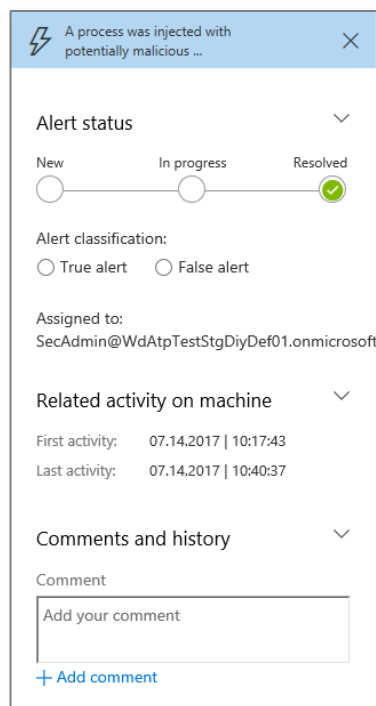 A process was injected with
potentially malicious ...
Alert status
New In progress Resolved
Alert classification:
True alert False alert
Assigned to:
SecAdmin@WdAtpTestStgDiyDef01.onmicrosoft
Related activity on machine
First activity: 07.14.2017 | 10:17:43
Last activity: 07.14.2017 | 10:40:37
Comments and history
Comment
Add your comment
+ Add comment